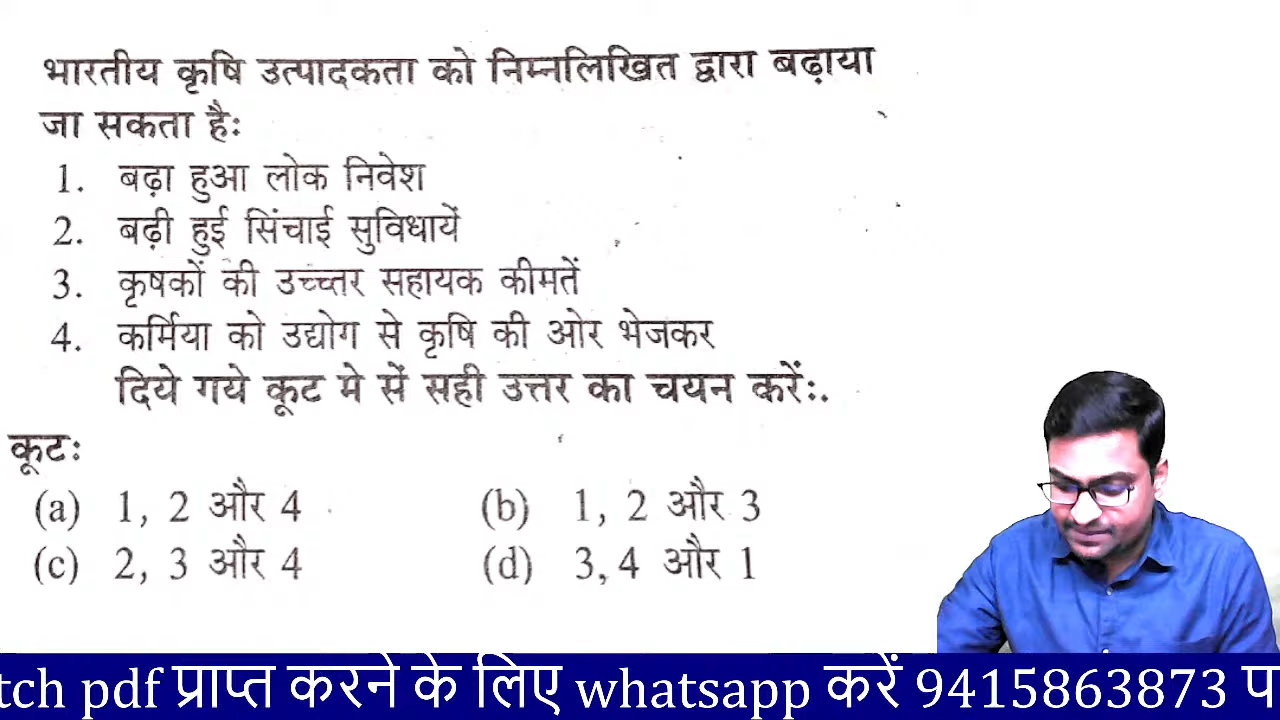 भारतीय कृषि उत्पादकता को निम्नलिखित द्वारा बढ़ाया
जा सकता है:
1. बढ़ा हुआ लोक निवेश
2. बढ़ी हुई सिंचाई सुविधायें
3. कृषकों की उच्च्तर सहायक कीमतें
4. कर्मिया को उद्योग से कृषि की ओर भेजकर
दिये गये कूट मे सें सही उत्तर का चयन करें:.
कूट:
(a) 1, 2 और 4 (b) 1, 2 और 3
(c) 2, 3 और 4 (d) 3, 4 और 1
tch pdf प्राप्त करने के लिए whatsapp करें 9415863873 प